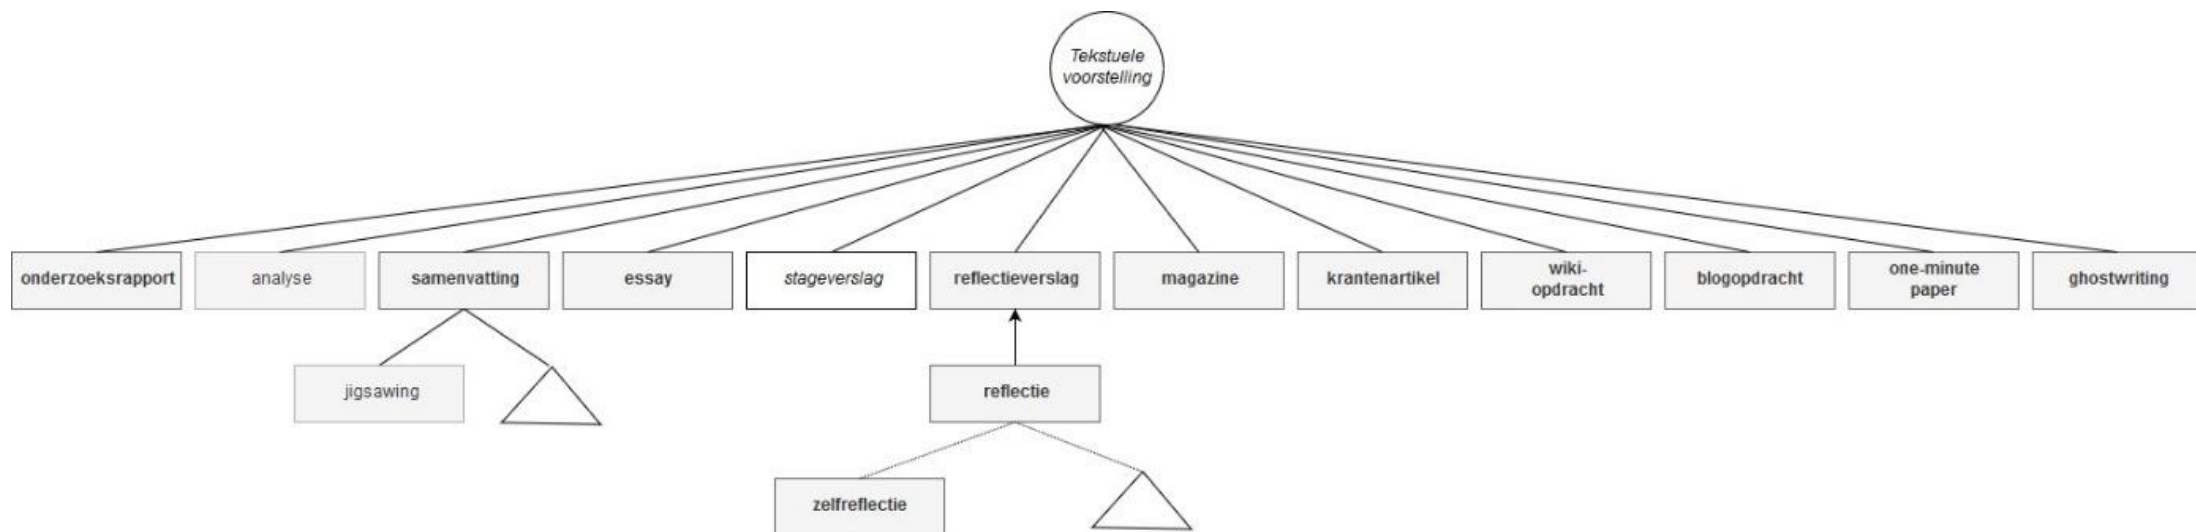 Tekstuele
voorstelling
onderzoeksrapport
analyse
samenvatting
essay
stageverslag
reflectieverslag
magazine
krantenartikel
wiki-
opdracht
blogopdracht
one-minute
paper
ghostwriting
jigsawing
reflectie
zelfreflectie